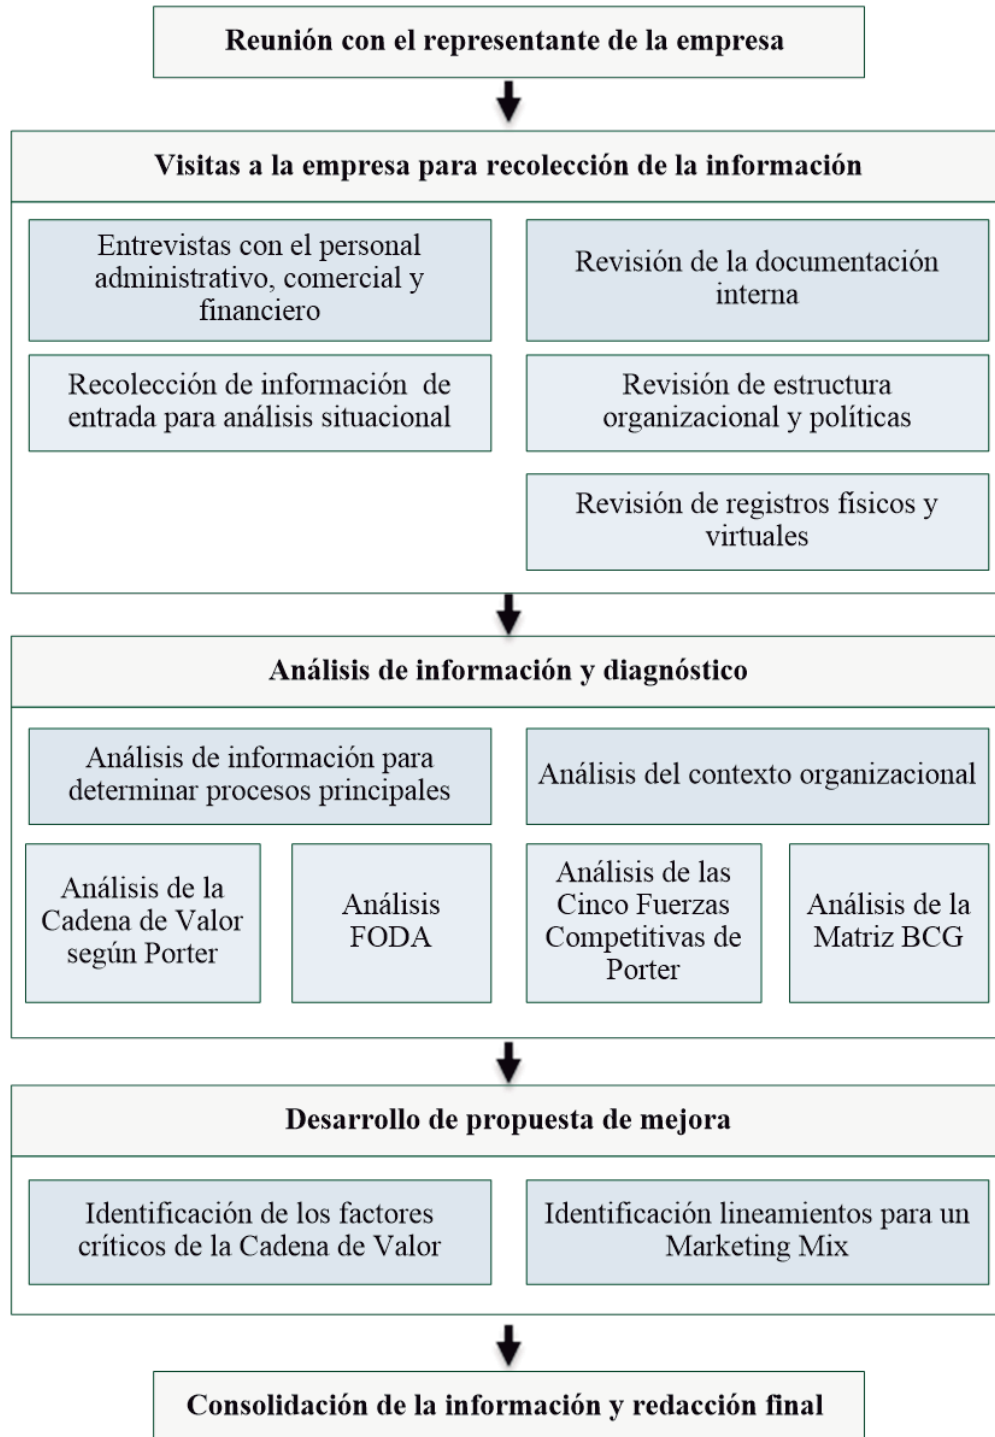 Reunión con el representante de la empresa
Visitas a la empresa para recolección de la información
Entrevistas con el personal
administrativo, comercial y
financiero
Revisión de la documentación
interna
Recolección de información de
entrada para análisis situacional
Revisión de estructura
organizacional y políticas
Revisión de registros físicos y
virtuales
Análisis de información y diagnóstico
Análisis de información para
determinar procesos principales
Análisis del contexto organizacional
Análisis de la
Cadena de Valor
según Porter
Análisis
FODA
Análisis de las
Cinco Fuerzas
Competitivas de
Porter
Análisis de la
Matriz BCG
Desarrollo de propuesta de mejora
Identificación de los factores
críticos de la Cadena de Valor
Identificación lineamientos para un
Marketing Mix
Consolidación de la información y redacción final